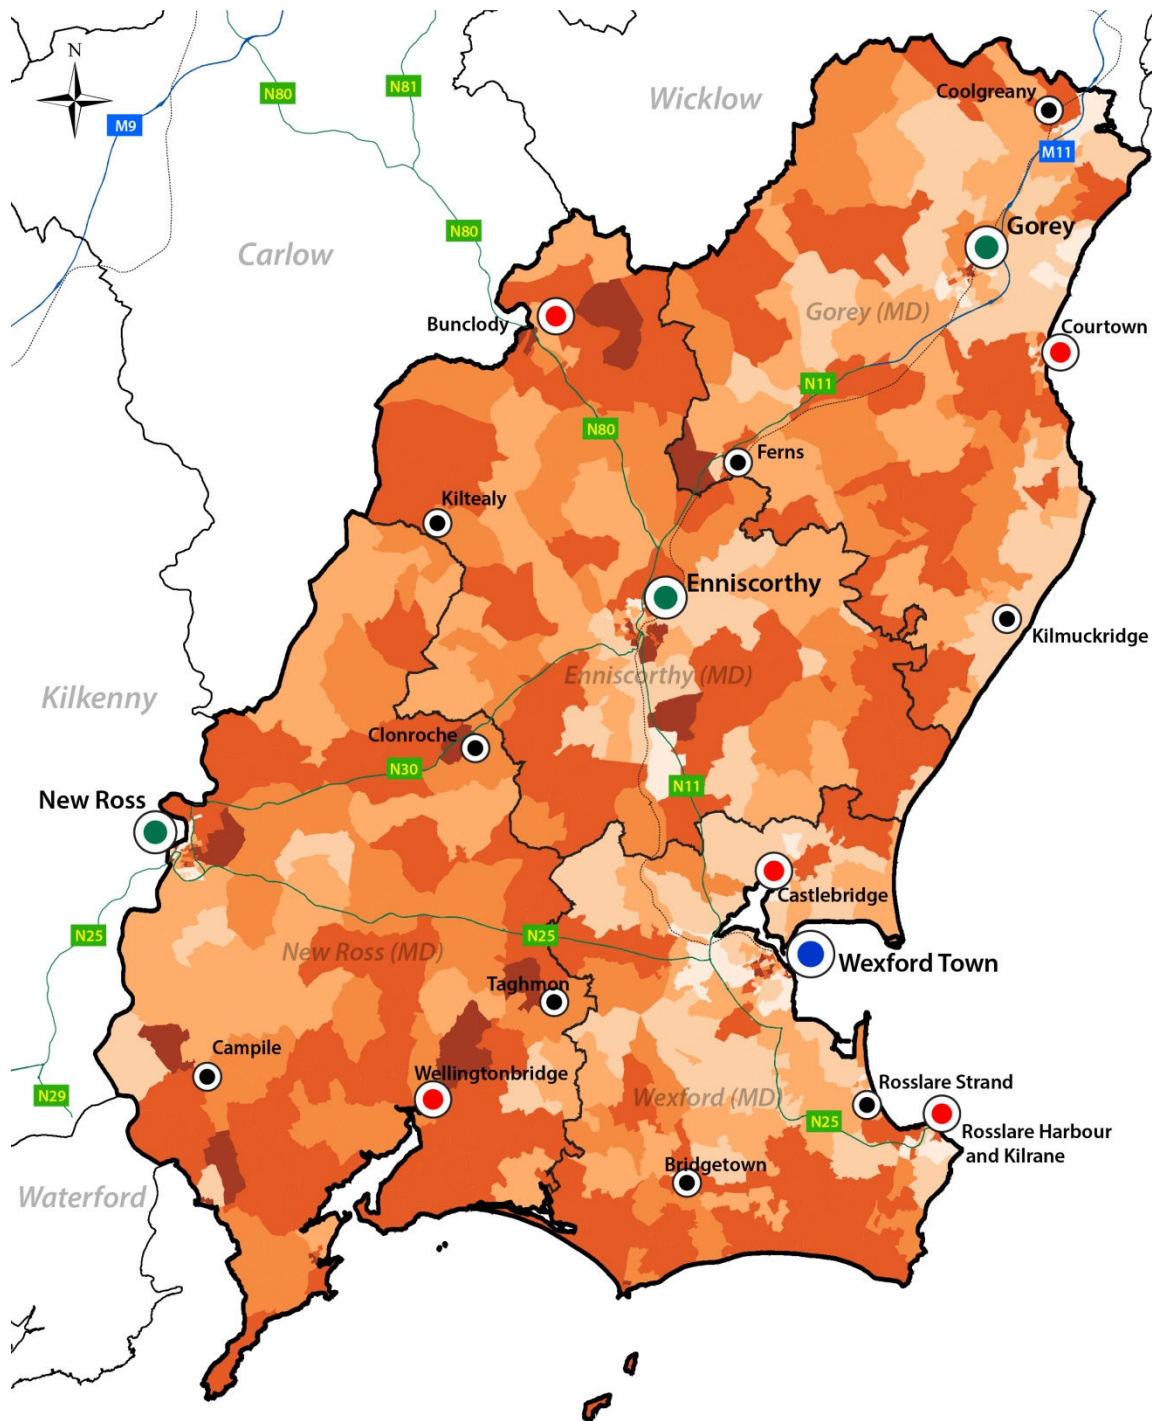 N
N80
N81
Wicklow
Coolgreany
M9
M11
Gorey
N80
Carlow
Gorey (MD)
Bunclody
Courtown
N11
N80
Ferns
Kiltealy
Enniscorthy
Kilmuckridge
Enniscorthy (MD)
Kilkenny
Clonroche
N30
N11
New Ross
Castlebridge
N25
N25
New Ross (MD)
Wexford Town
Taghmon
Campile
Wellingtonbridge
Rosslare Strand
N29
Wexford (MD)
N25
Rosslare Harbour
and Kilrane
Bridgetown
Waterford